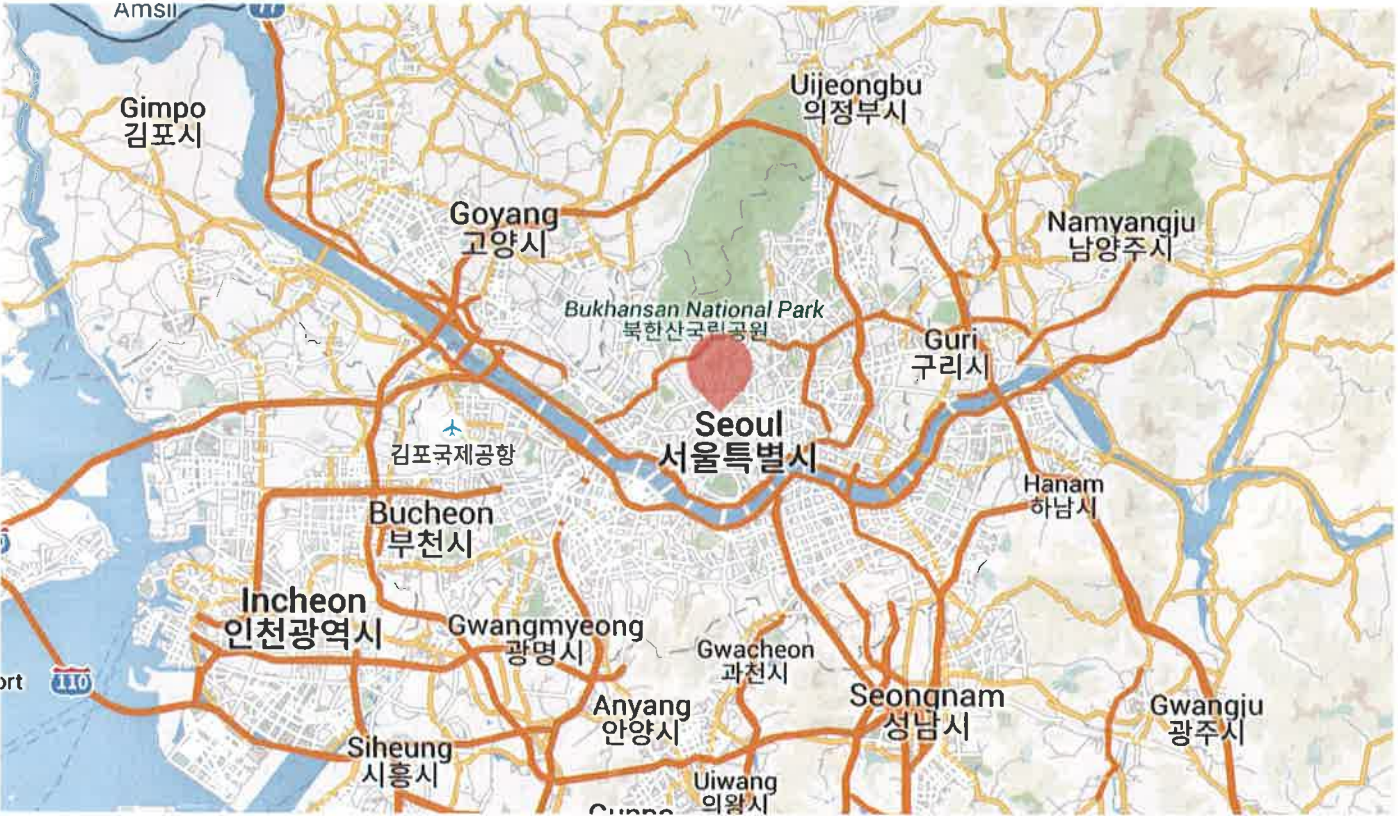 Amsil
Gimpo
김포시
Uijeongbu
의정부시
Goyang
고양시
Namyangju
남양주시
Bukhansan National Park
북한산국립공원
Guri
구리시
Seoul
서울특별시
김포국제공항
Hanam
하남시
Bucheon
부천시
Incheon
인천광역시
Gwangmyeong
광명시
Gwacheon
과천시
110
Seongnam
성남시
Anyang
안양시
Gwangju
광주시
Siheung
시흥시
Uiwang
의왕시